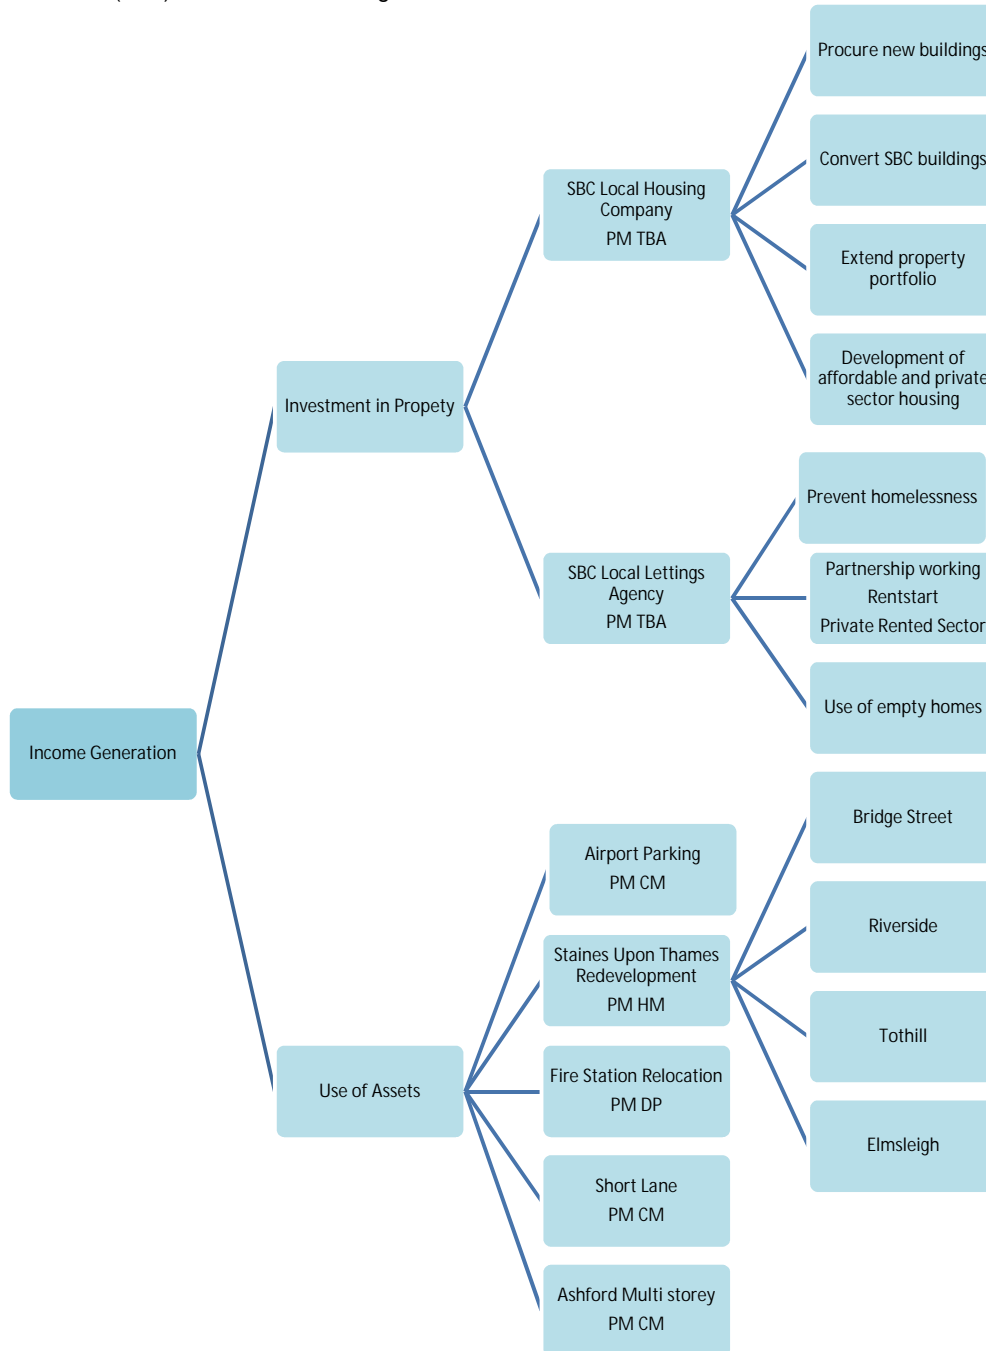 Procure new buildings
Convert SBC buildings
SBC Local Housing
Company
PM TBA
Extend property
portfolio
Development of
affordable and private
sector housing
Investment in Propety
Prevent homelessness
SBC Local Lettings
Agency
PM TBA
Partnership working
Rentstart
Private Rented Sector
Use of empty homes
Income Generation
Bridge Street
Airport Parking
PM CM
Riverside
Staines Upon Thames
Redevelopment
PM HM
Tothill
Use of Assets
Fire Station Relocation
PM DP
Elmsleigh
Short Lane
PM CM
Ashford Multi storey
PM CM